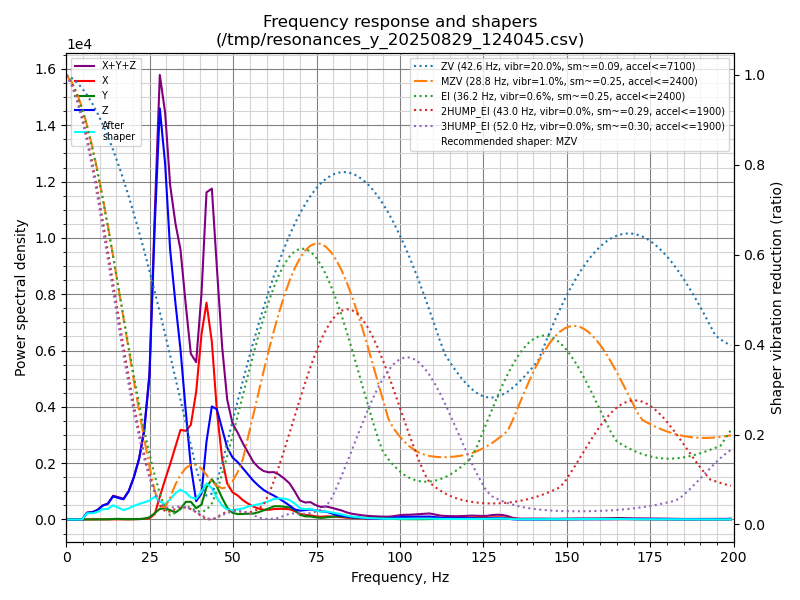 Frequency response and shapers
(/tmp/resonances_y_20250829_124045.csv)
1e4
X+Y+Z
X
Y
Z
After
shaper
ZV (42.6 Hz, vibr=20.0%, sm~=0.09, accel<=7100)
MZV (28.8 Hz, vibr=1.0%, sm~=0.25, accel<=2400)
EI (36.2 Hz, vibr=0.6%, sm~=0.25, accel<=2400)
2HUMP_EI (43.0 Hz, vibr=0.0%, sm~=0.29, accel<=1900)
3HUMP_EI (52.0 Hz, vibr=0.0%, sm~=0.30, accel<=1900)
Recommended shaper: MZV
Power spectral density
1.6
1.4
1.2
1.0
0.8
0.6
0.4
0.2
0.0
1.0
0.8
0.6
0.4
0.2
0.0
Shaper vibration reduction (ratio)
0 25 50 75 100 125 150 175 200
Frequency, Hz